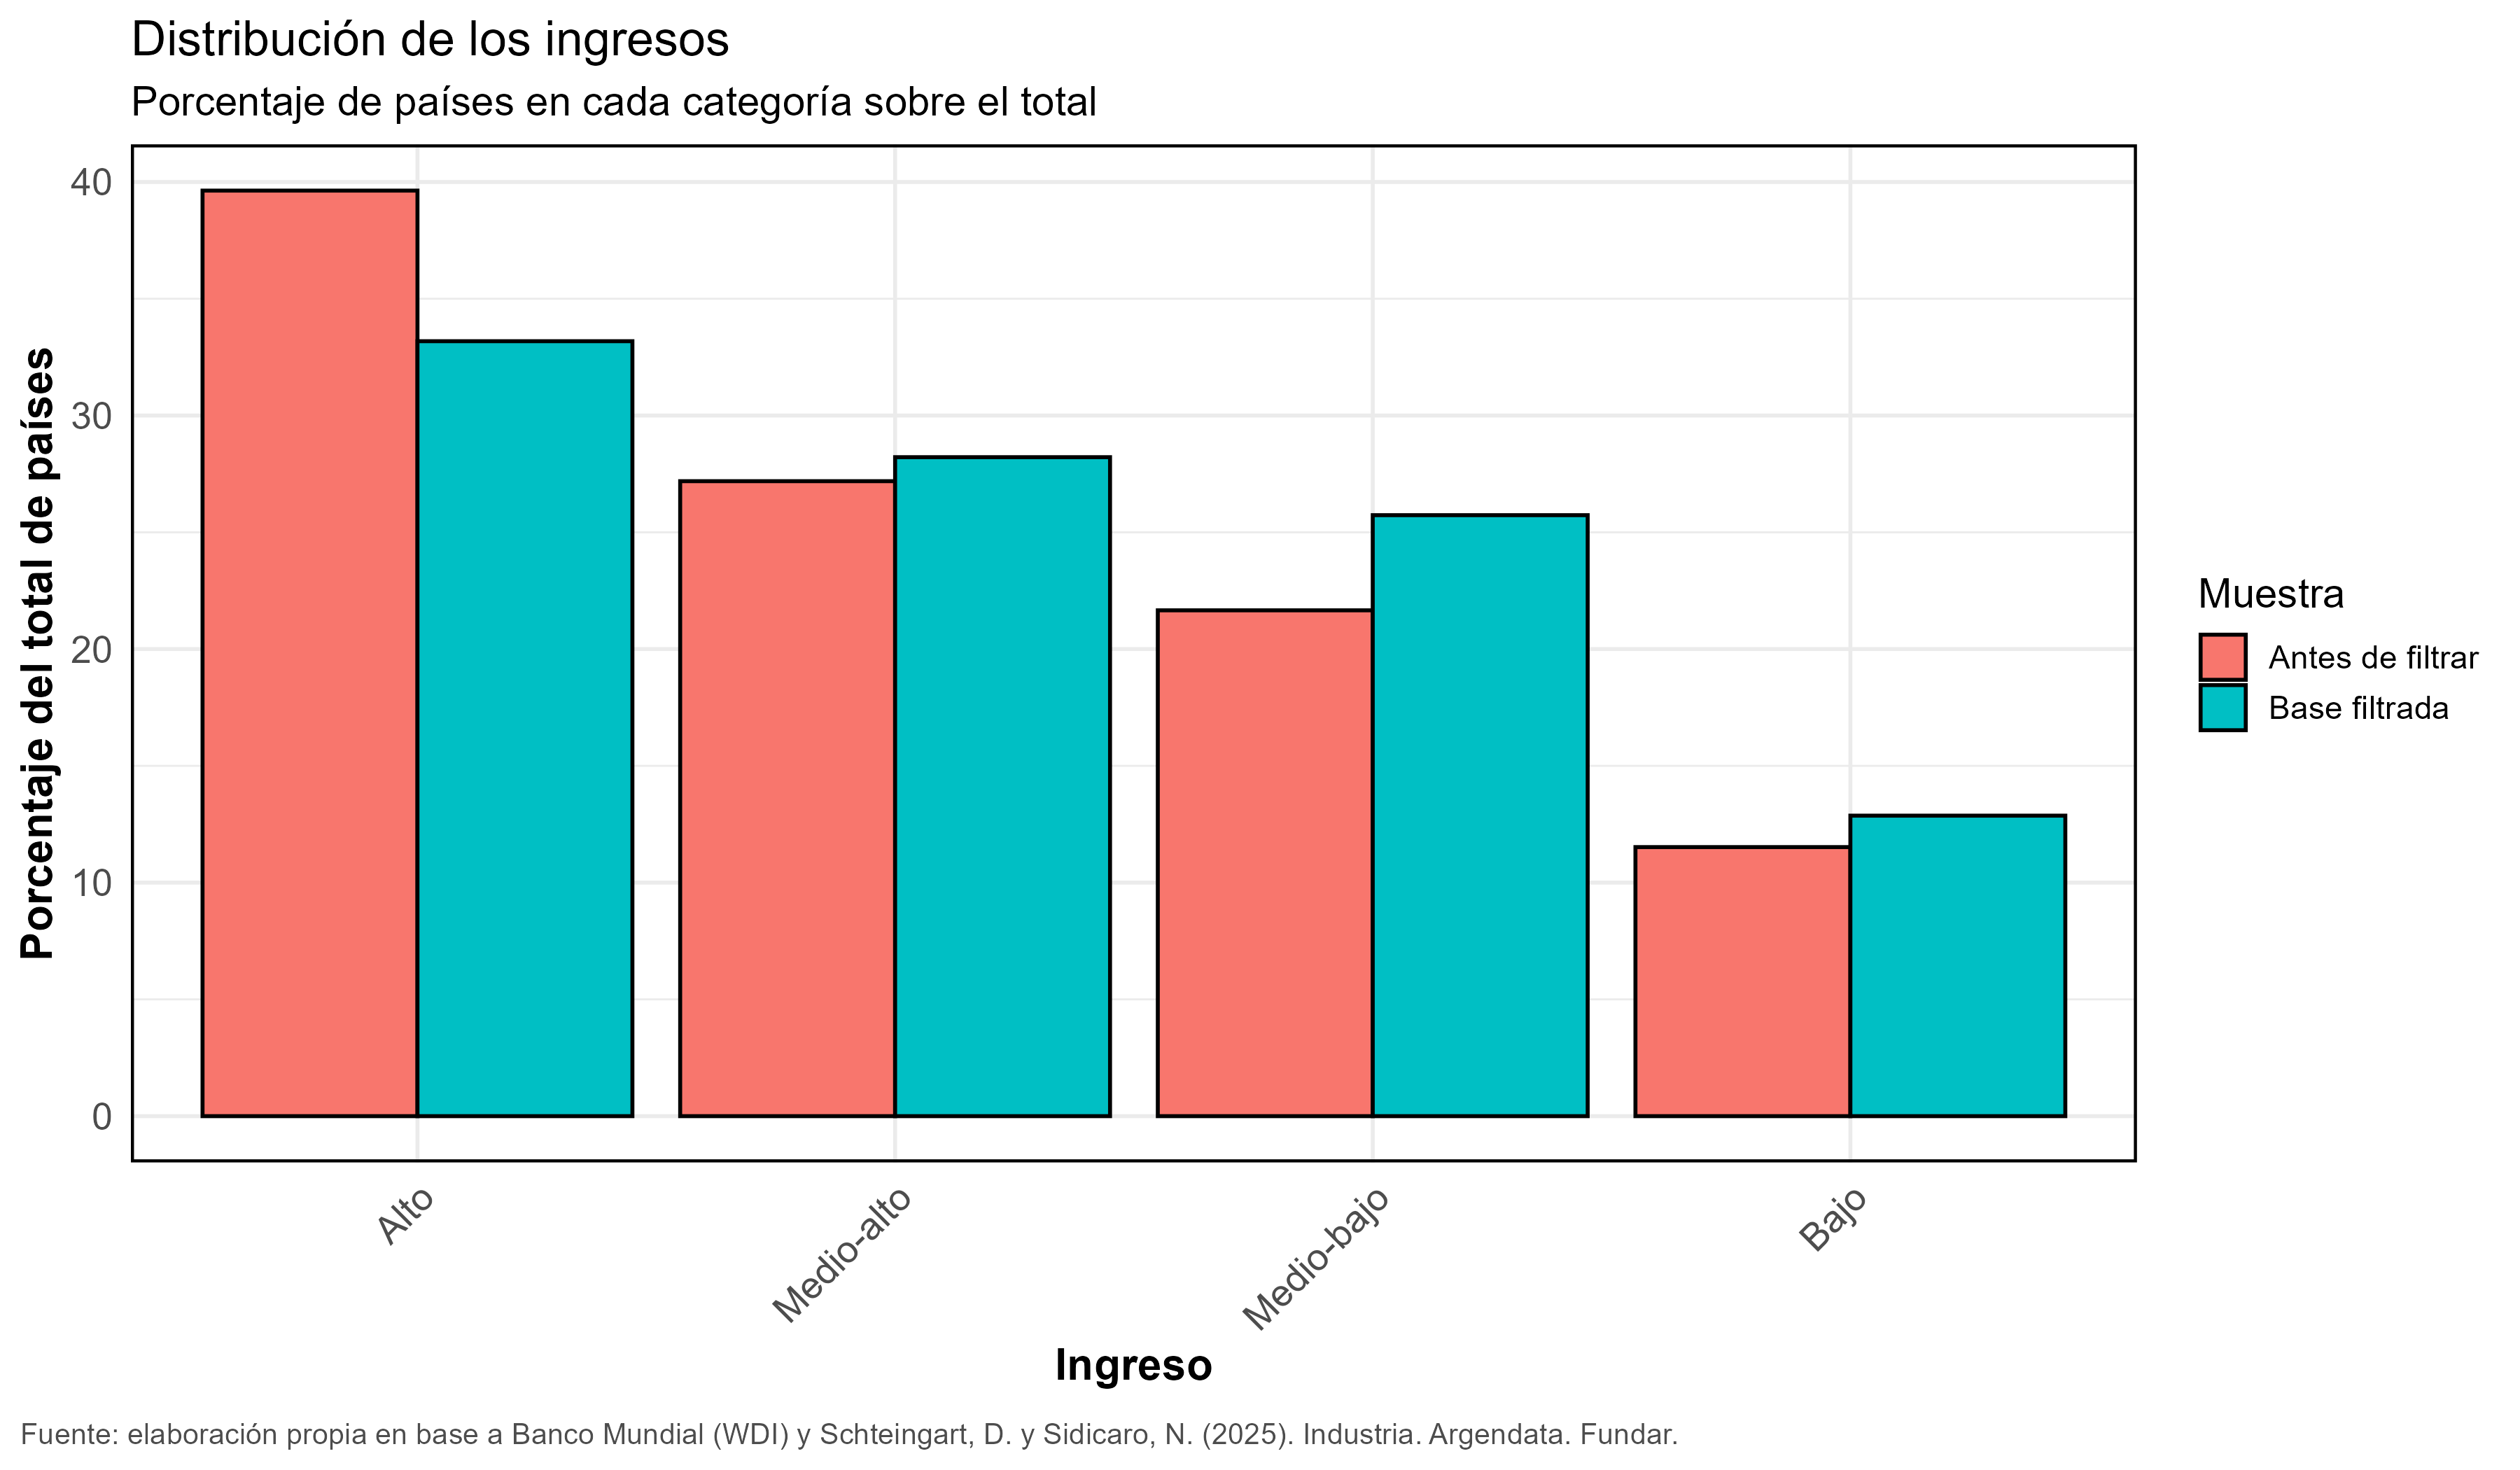 Distribución de los ingresos
Porcentaje de países en cada categoría sobre el total
Porcentaje del total de países
40
30
20
10
0
Alto
Medio-alto
Medio-bajo
Bajo
Ingreso
Muestra
Antes de filtrar
Base filtrada
Fuente: elaboración propia en base a Banco Mundial (WDI) y Schteingart, D. y Sidicaro, N. (2025). Industria. Argendata. Fundar.